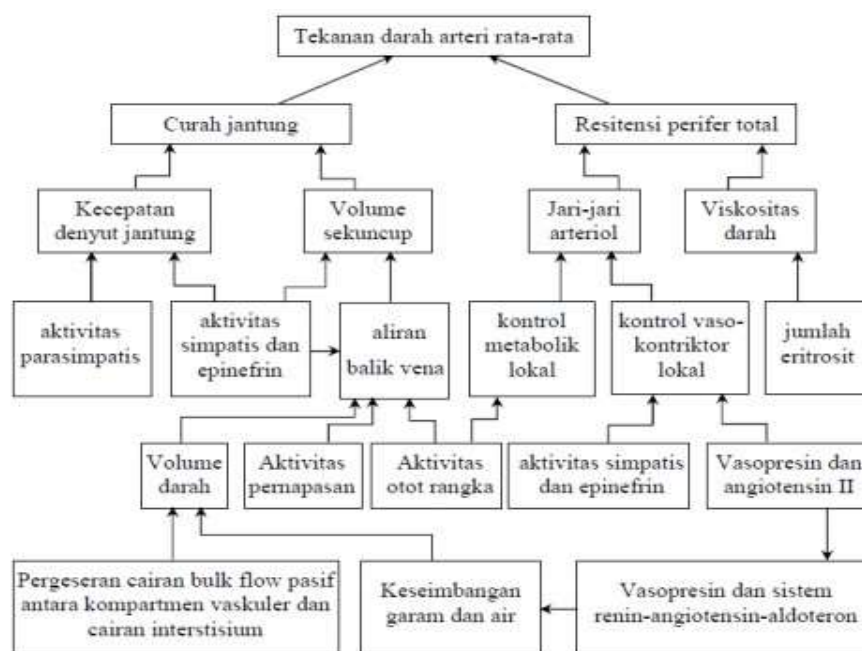 Tekanan darah arteri rata-rata
Curah jantung
Resitensi perifer total
Kecepatan
denyut jantung
Volume
sekuncup
Jari-jari
arteriol
Viskositas
darah
aktivitas
parasimpatis
aktivitas
simpatis dan
epinefrin
aliran
balik vena
kontrol
metabolik
lokal
kontrol vaso-
kontriktor
lokal
jumlah
eritrosit
Volume
darah
Aktivitas
pernapasan
Aktivitas
otot rangka
aktivitas simpatis
dan epinefrin
Vasopresin dan
angiotensin II
Pergeseran cairan bulk flow pasif
antara kompartmen vaskuler dan
cairan interstisium
Keseimbangan
garam dan air
Vasopresin dan sistem
renin-angiotensin-aldoteron